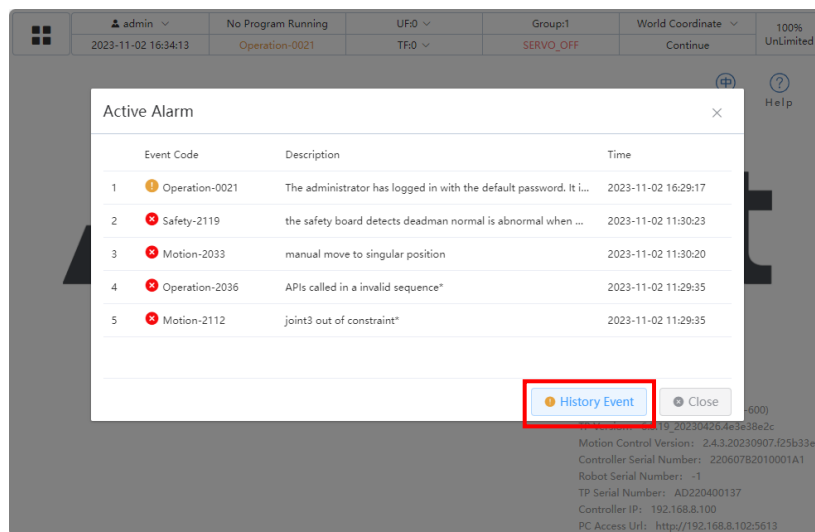 admin No Program Running UF:0 Group:1 World Coordinate 100%
2023-11-02 16:34:13 Operation-0021 TF:0 SERVO_OFF Continue UnLimited
中 ?
Help
Active Alarm
Event Code Description Time
1 Operation-0021 The administrator has logged in with the default password. It i... 2023-11-02 16:29:17
2 Safety-2119 the safety board detects deadman normal is abnormal when ... 2023-11-02 11:30:23
3 Motion-2033 manual move to singular position 2023-11-02 11:30:20
4 Operation-2036 APIs called in a invalid sequence* 2023-11-02 11:29:35
5 Motion-2112 joint3 out of constraint* 2023-11-02 11:29:35
History Event Close
-600)
19_20230426.4e3e38e2c
Motion Control Version: 2.4.3.20230907.f25b33e
Controller Serial Number: 22060782010001A1
Robot Serial Number: -1
TP Serial Number: AD220400137
Controller IP: 192.168.8.100
PC Access Url: http://192.168.8.102:5613